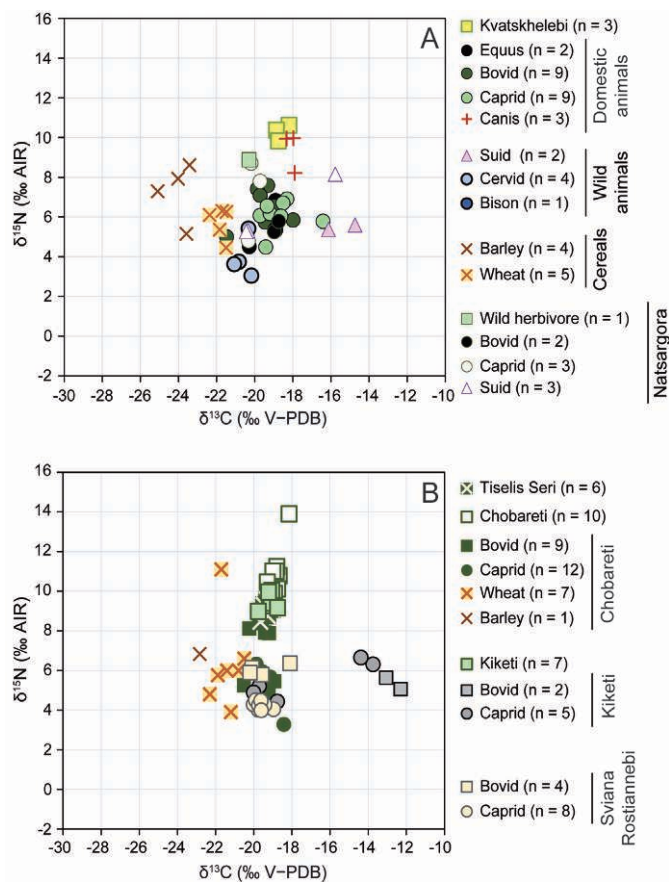 A
16
14
12
10
8
6
4
2
0
-2
δ¹⁵N (‰ AIR)
-30 -28 -26 -24 -22 -20 -18 -16 -14 -12 -10
δ¹³C (‰ V−PDB)
Kvatskhelebi (n = 3)
Equus (n = 2)
Bovid (n = 9)
Caprid (n = 9)
Canis (n = 3)
Domestic
animals
Suid (n = 2)
Cervid (n = 4)
Bison (n = 1)
Wild
animals
Barley (n = 4)
Wheat (n = 5)
Cereals
Wild herbivore (n = 1)
Bovid (n = 2)
Caprid (n = 3)
Suid (n = 3)
Natsargora
B
16
14
12
10
8
6
4
2
0
-2
δ¹⁵N (‰ AIR)
-30 -28 -26 -24 -22 -20 -18 -16 -14 -12 -10
δ¹³C (‰ V−PDB)
Tiselis Seri (n = 6)
Chobareti (n = 10)
Bovid (n = 9)
Caprid (n = 12)
Wheat (n = 7)
Barley (n = 1)
Chobareti
Kiketi (n = 7)
Bovid (n = 2)
Caprid (n = 5)
Kiketi
Bovid (n = 4)
Caprid (n = 8)
Sviana
Rostiannebi